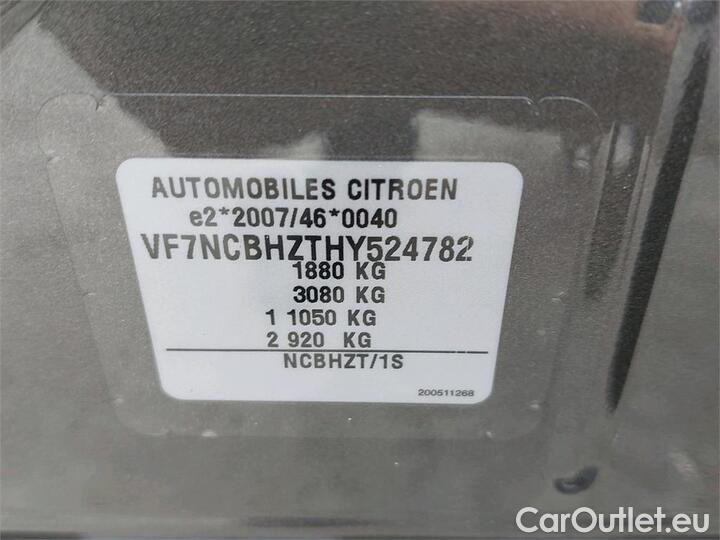 AUTOMOBILES CITROEN
e2*2007/46*0040
VF7NCBHZTHY524782
1880 KG
3080 KG
1 1050 KG
2 920 KG
NCBHZT/1S
200511268
CarOutlet.eu